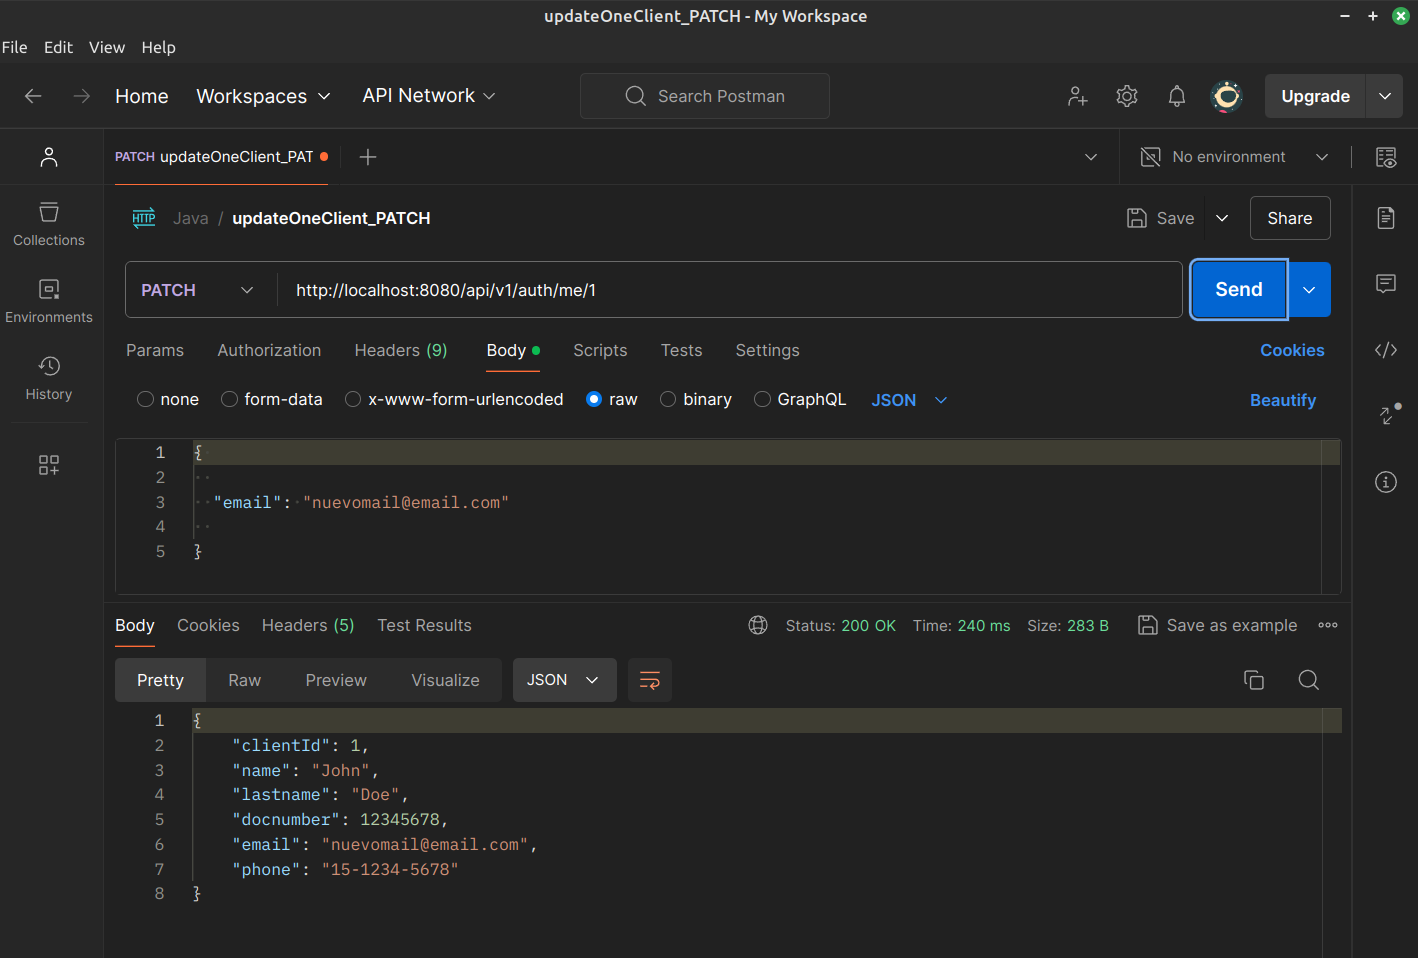 updateOneClient_PATCH - My Workspace
File Edit View Help
Home Workspaces API Network Search Postman Upgrade
PATCH updateOneClient_PAT No environment
HTTP Java / updateOneClient_PATCH Save Share
PATCH http://localhost:8080/api/v1/auth/me/1 Send
Params Authorization Headers (9) Body Scripts Tests Settings Cookies
none form-data x-www-form-urlencoded raw binary GraphQL JSON Beautify
Collections
Environments
History
1 {
2
3 "email": "nuevomail@email.com"
4
5 }
Body Cookies Headers (5) Test Results Status: 200 OK Time: 240 ms Size: 283 B Save as example
Pretty Raw Preview Visualize JSON
1 {
2 "clientId": 1,
3 "name": "John",
4 "lastname": "Doe",
5 "docnumber": 12345678,
6 "email": "nuevomail@email.com",
7 "phone": "15-1234-5678"
8 }